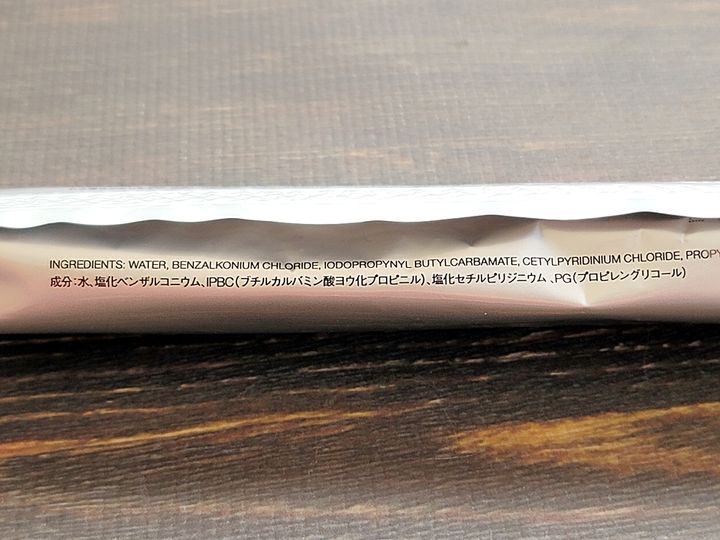 INGREDIENTS: WATER, BENZALKONIUM CHLORIDE, IODOPROPYNYL BUTYLCARBAMATE, CETYLPYRIDINIUM CHLORIDE, PROPY
成分:水、塩化ベンザルコニウム、IPBC(ブチルカルバミン酸ヨウ化プロピニル)、塩化セチルピリジニウム 、PG(プロピレングリコール)